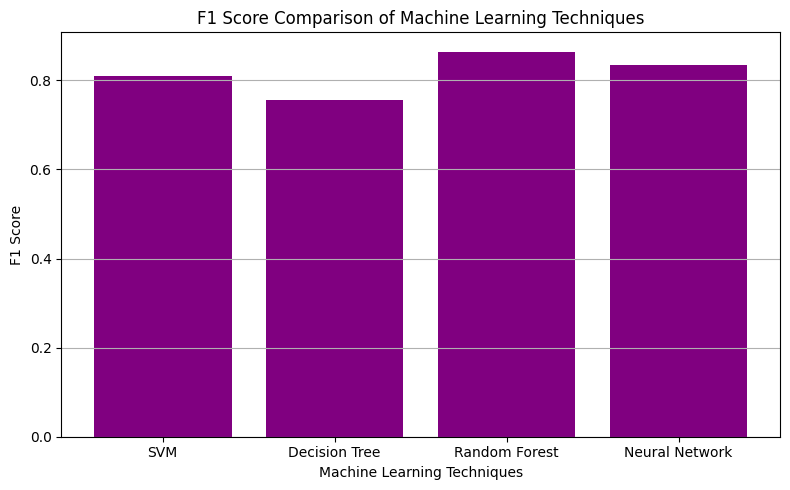 F1 Score Comparison of Machine Learning Techniques
F1 Score
0.8
0.6
0.4
0.2
0.0
SVM Decision Tree Random Forest Neural Network
Machine Learning Techniques